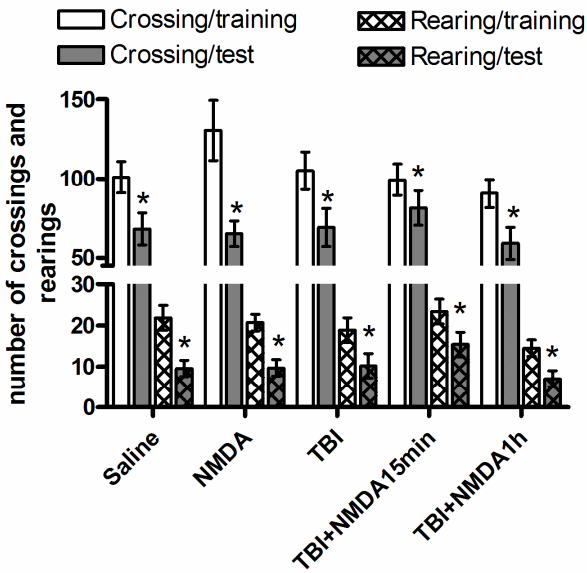 Crossing/training
Rearing/training
Crossing/test
Rearing/test
number of crossings and
rearings
150
100
50
30
20
10
0
*
*
*
*
*
*
*
*
*
*
Saline
NMDA
TBI
TBI+NMDA15min
TBI+NMDA1h